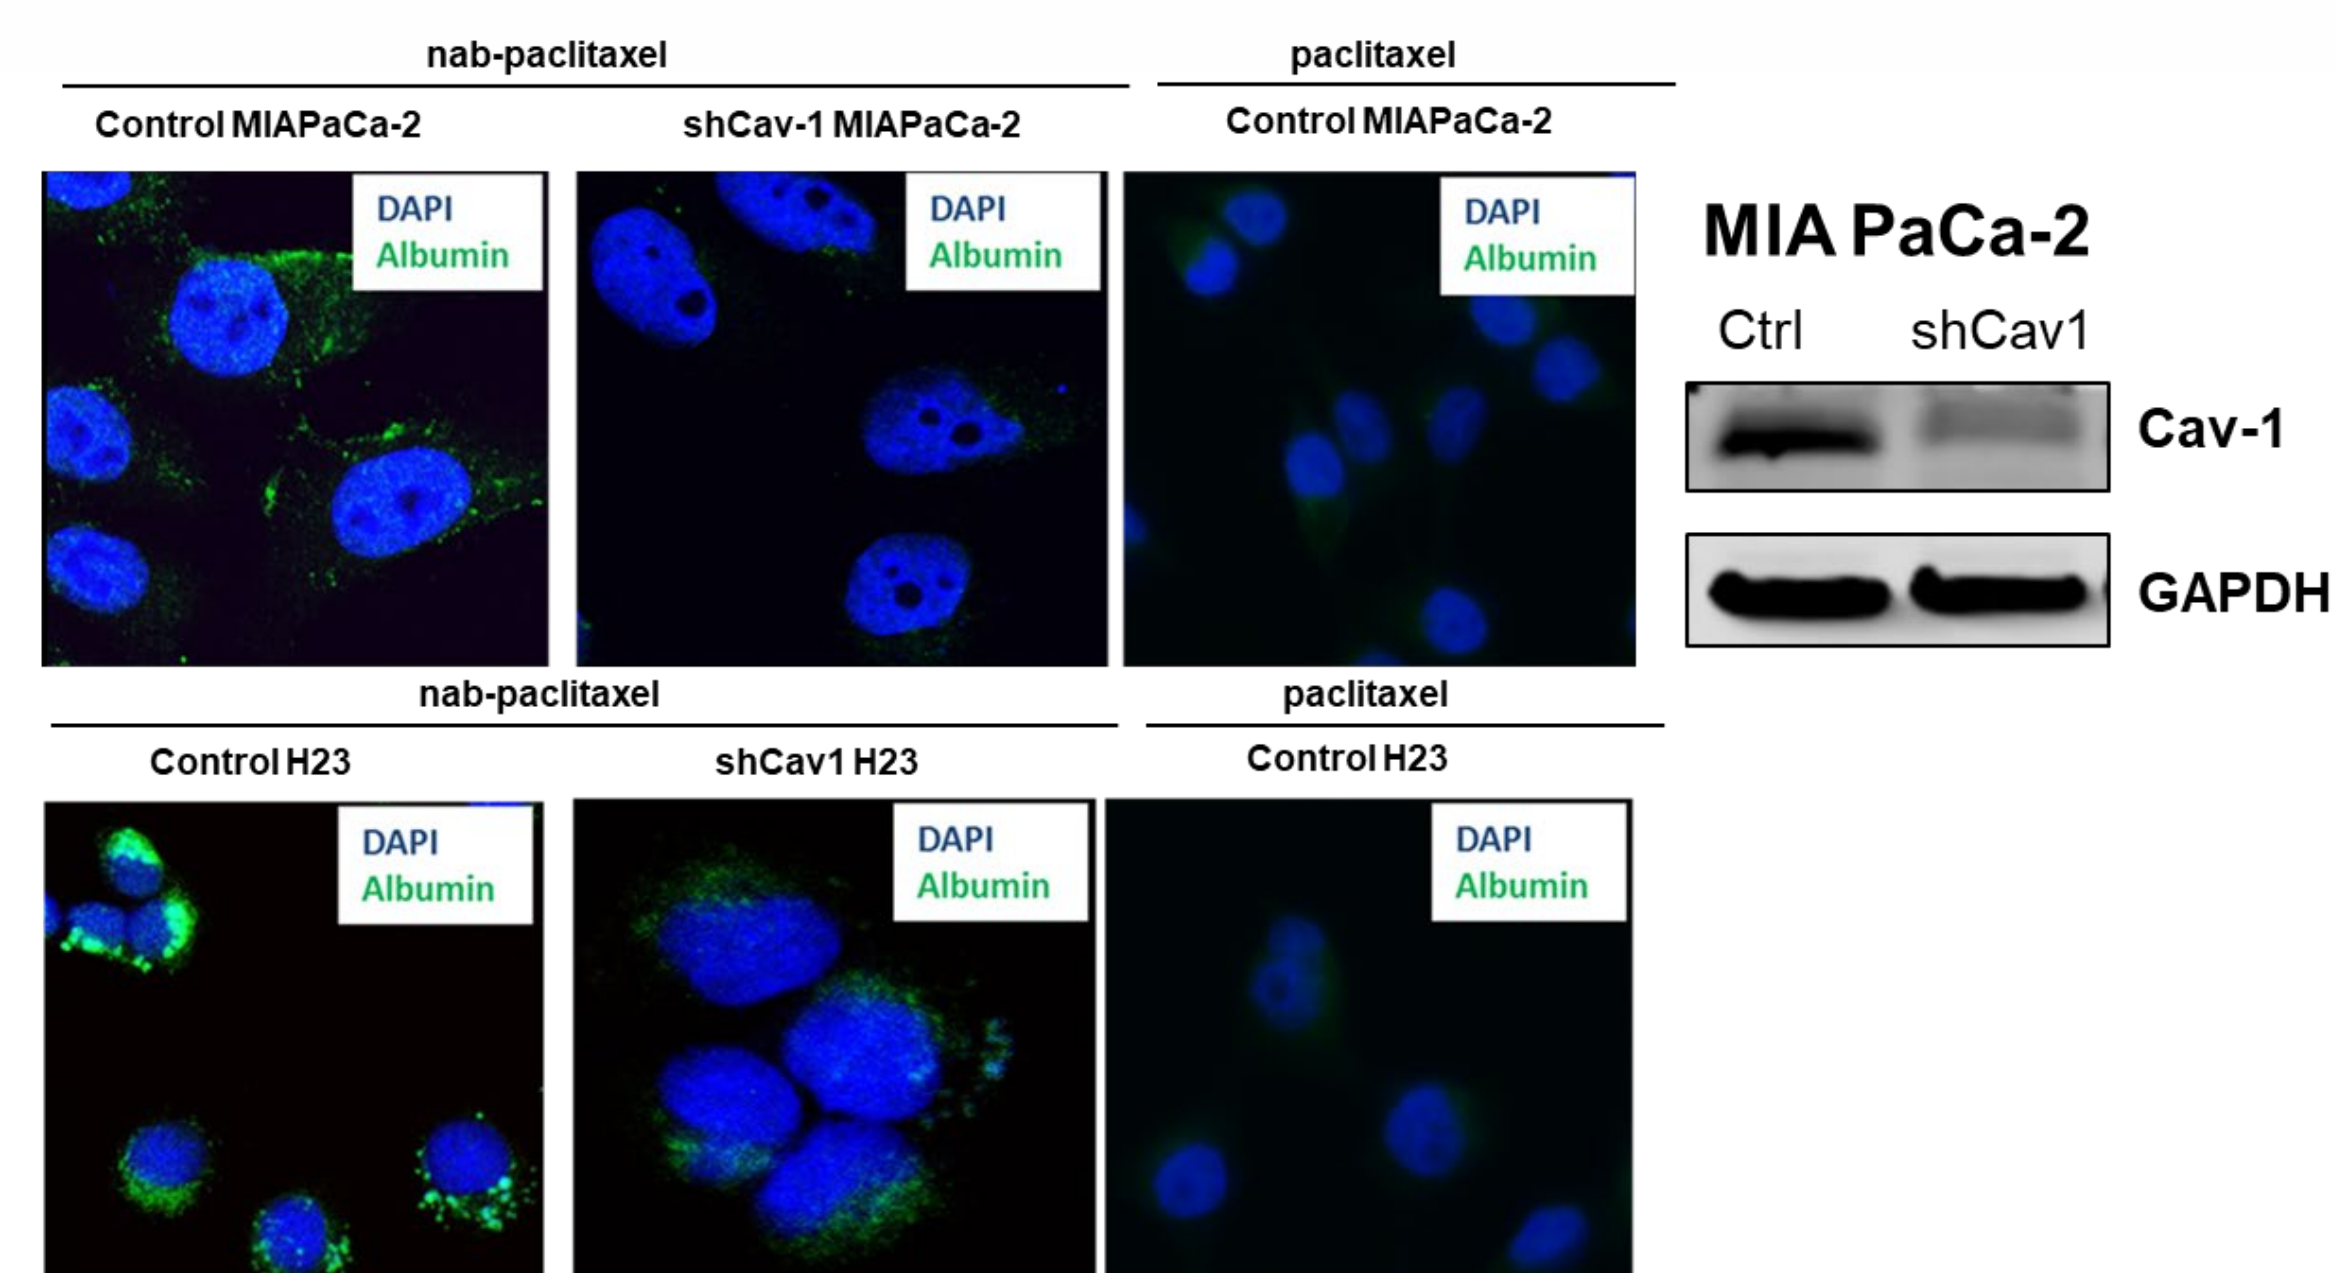 nab-paclitaxel
paclitaxel
Control MIAPaCa-2
shCav-1 MIAPaCa-2
Control MIAPaCa-2
DAPI
Albumin
DAPI
Albumin
DAPI
Albumin
MIA PaCa-2
Ctrl
shCav1
Cav-1
GAPDH
nab-paclitaxel
paclitaxel
Control H23
shCav1 H23
Control H23
DAPI
Albumin
DAPI
Albumin
DAPI
Albumin